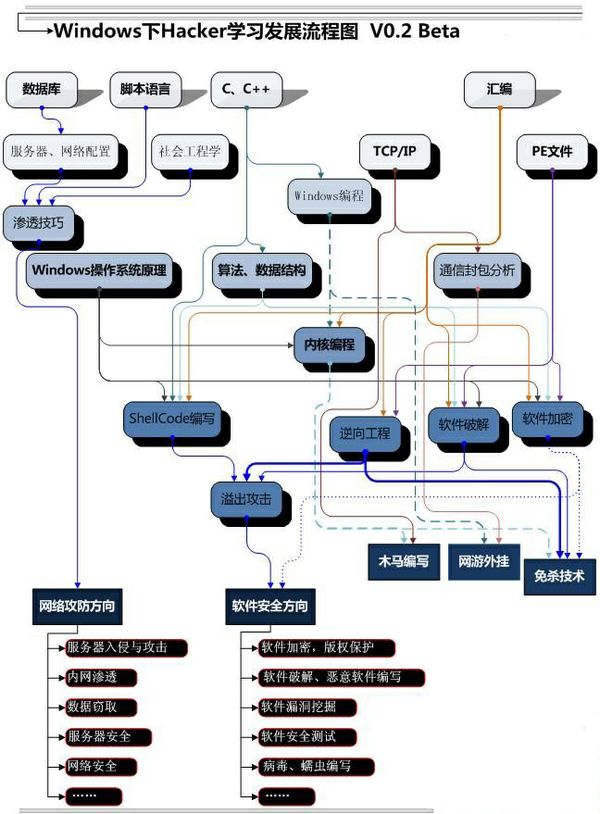 Windows下Hacker学习发展流程图 V0.2 Beta
数据库
脚本语言
C、C++
汇编
服务器、网络配置
社会工程学
TCP/IP
PE文件
Windows编程
渗透技巧
Windows操作系统原理
算法、数据结构
通信封包分析
内核编程
ShellCode编写
逆向工程
软件破解
软件加密
溢出攻击
木马编写
网游外挂
免杀技术
网络攻防方向
软件安全方向
服务器入侵与攻击
软件加密，版权保护
内网渗透
软件破解、恶意软件编写
数据窃取
软件漏洞挖掘
服务器安全
软件安全测试
网络安全
病毒、蠕虫编写
……
……